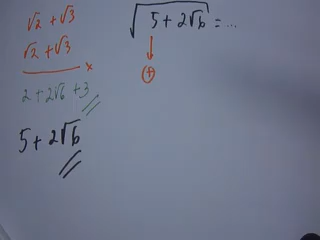 √2 + √3
√2 + √3
x
2 + 2√6 + 3
5 + 2√6
√5 + 2√6 = ...
(+)